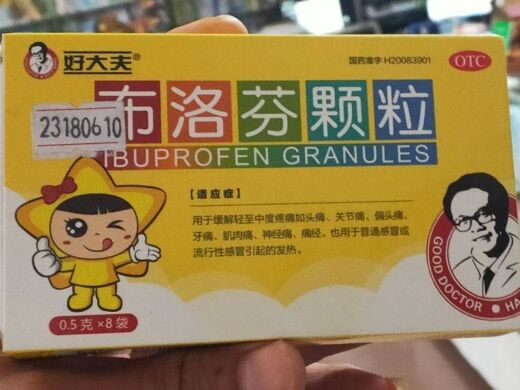 好大夫®
国药准字 H20083901
OTC
23180610
布洛芬颗粒
IBUPROFEN GRANULES
【适应症】
用于缓解轻至中度疼痛如头痛、关节痛、偏头痛、
牙痛、肌肉痛、神经痛、痛经。也用于普通感冒或
流行性感冒引起的发热。
GOOD DOCTOR • HA
0.5克×8袋